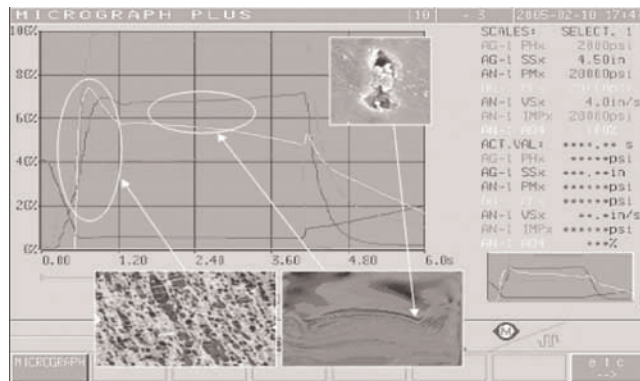 MICROGRAPH PLUS 10 - 3 2005-02-10 17:4
SCALES: SELECT. 1
AG-1 PHx 2000psi
AG-1 SSx 4.50in
AN-1 PMx 20000psi
AN-1 VSx 4.0in/s
AN-1 IMPx 20000psi
ACT.VAL: ****.** s
AG-1 PHx *****psi
AG-1 SSx ***.**in
AN-1 PMx ******psi
******psi
AN-1 VSx **.*in/s
AN-1 IMPx ******psi
***%
100%
80%
60%
40%
20%
0%
0.00 1.20 2.40 3.60 4.80 6.0s
M
MICROGRAPH
etc
-->